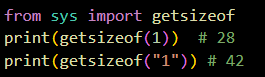 from sys import getsizeof
print(getsizeof(1))  # 28
print(getsizeof("1")) # 42